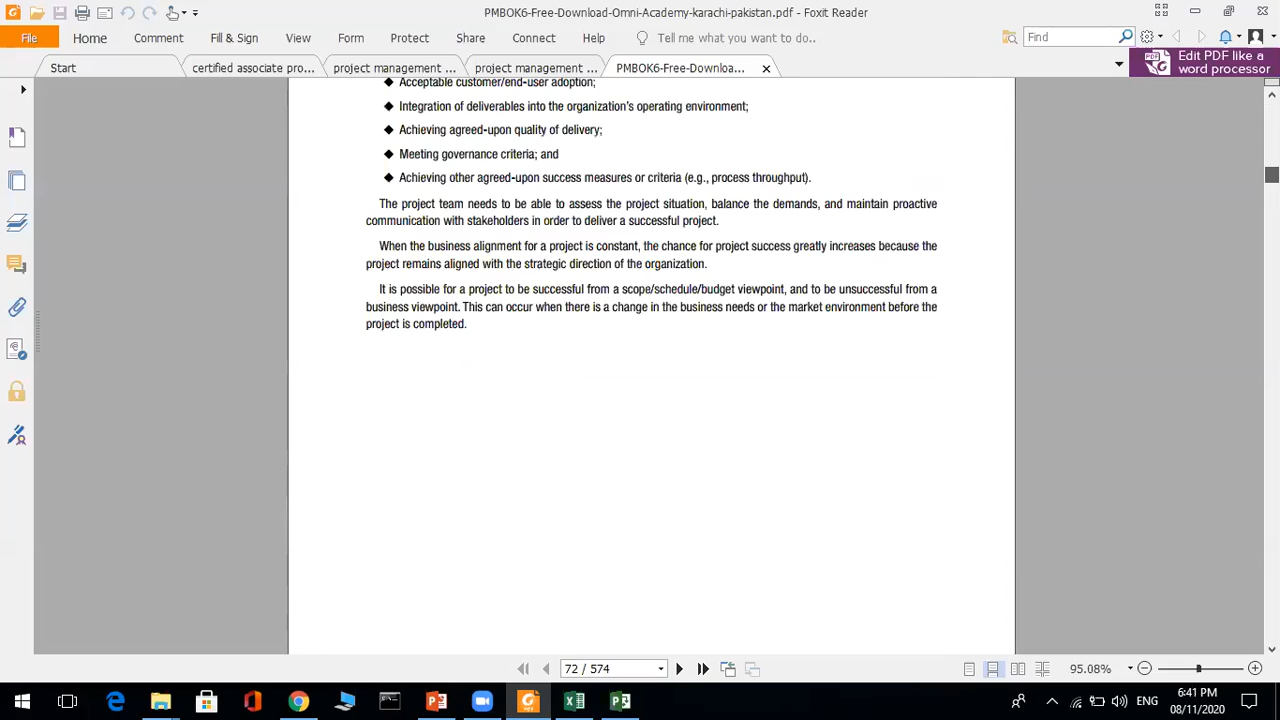 PMBOK6-Free-Download-Omni-Academy-karachi-pakistan.pdf - Foxit Reader
File Home Comment Fill & Sign View Form Protect Share Connect Help Tell me what you want to do.. Find
Start certified associate pro... project management ... project management ... PMBOK6-Free-Downloa...
Edit PDF like a
word processor
Acceptable customer/end-user adoption;
◆ Integration of deliverables into the organization's operating environment;
◆ Achieving agreed-upon quality of delivery;
◆ Meeting governance criteria; and
◆ Achieving other agreed-upon success measures or criteria (e.g., process throughput).
The project team needs to be able to assess the project situation, balance the demands, and maintain proactive
communication with stakeholders in order to deliver a successful project.
When the business alignment for a project is constant, the chance for project success greatly increases because the
project remains aligned with the strategic direction of the organization.
It is possible for a project to be successful from a scope/schedule/budget viewpoint, and to be unsuccessful from a
business viewpoint. This can occur when there is a change in the business needs or the market environment before the
project is completed.
72 / 574
95.08%
ENG
6:41 PM
08/11/2020